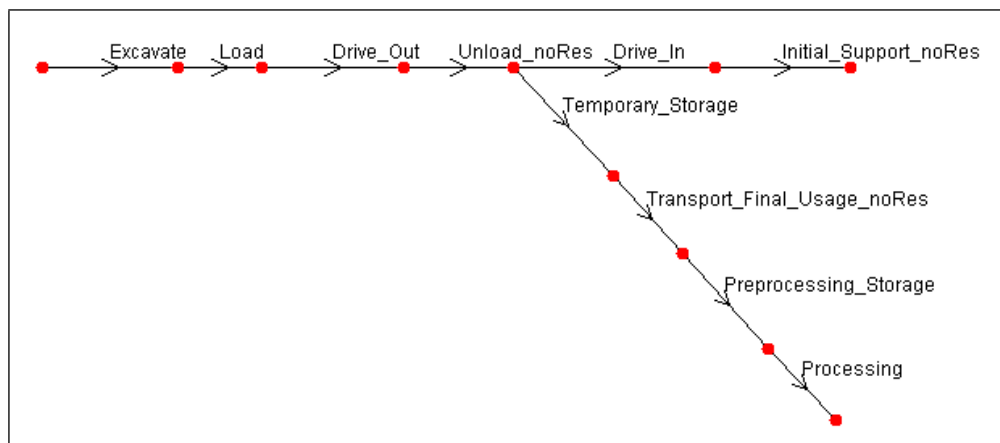 Excavate Load Drive_Out Unload_noRes Drive_In Initial_Support_noRes
Temporary_Storage
Transport_Final_Usage_noRes
Preprocessing_Storage
Processing